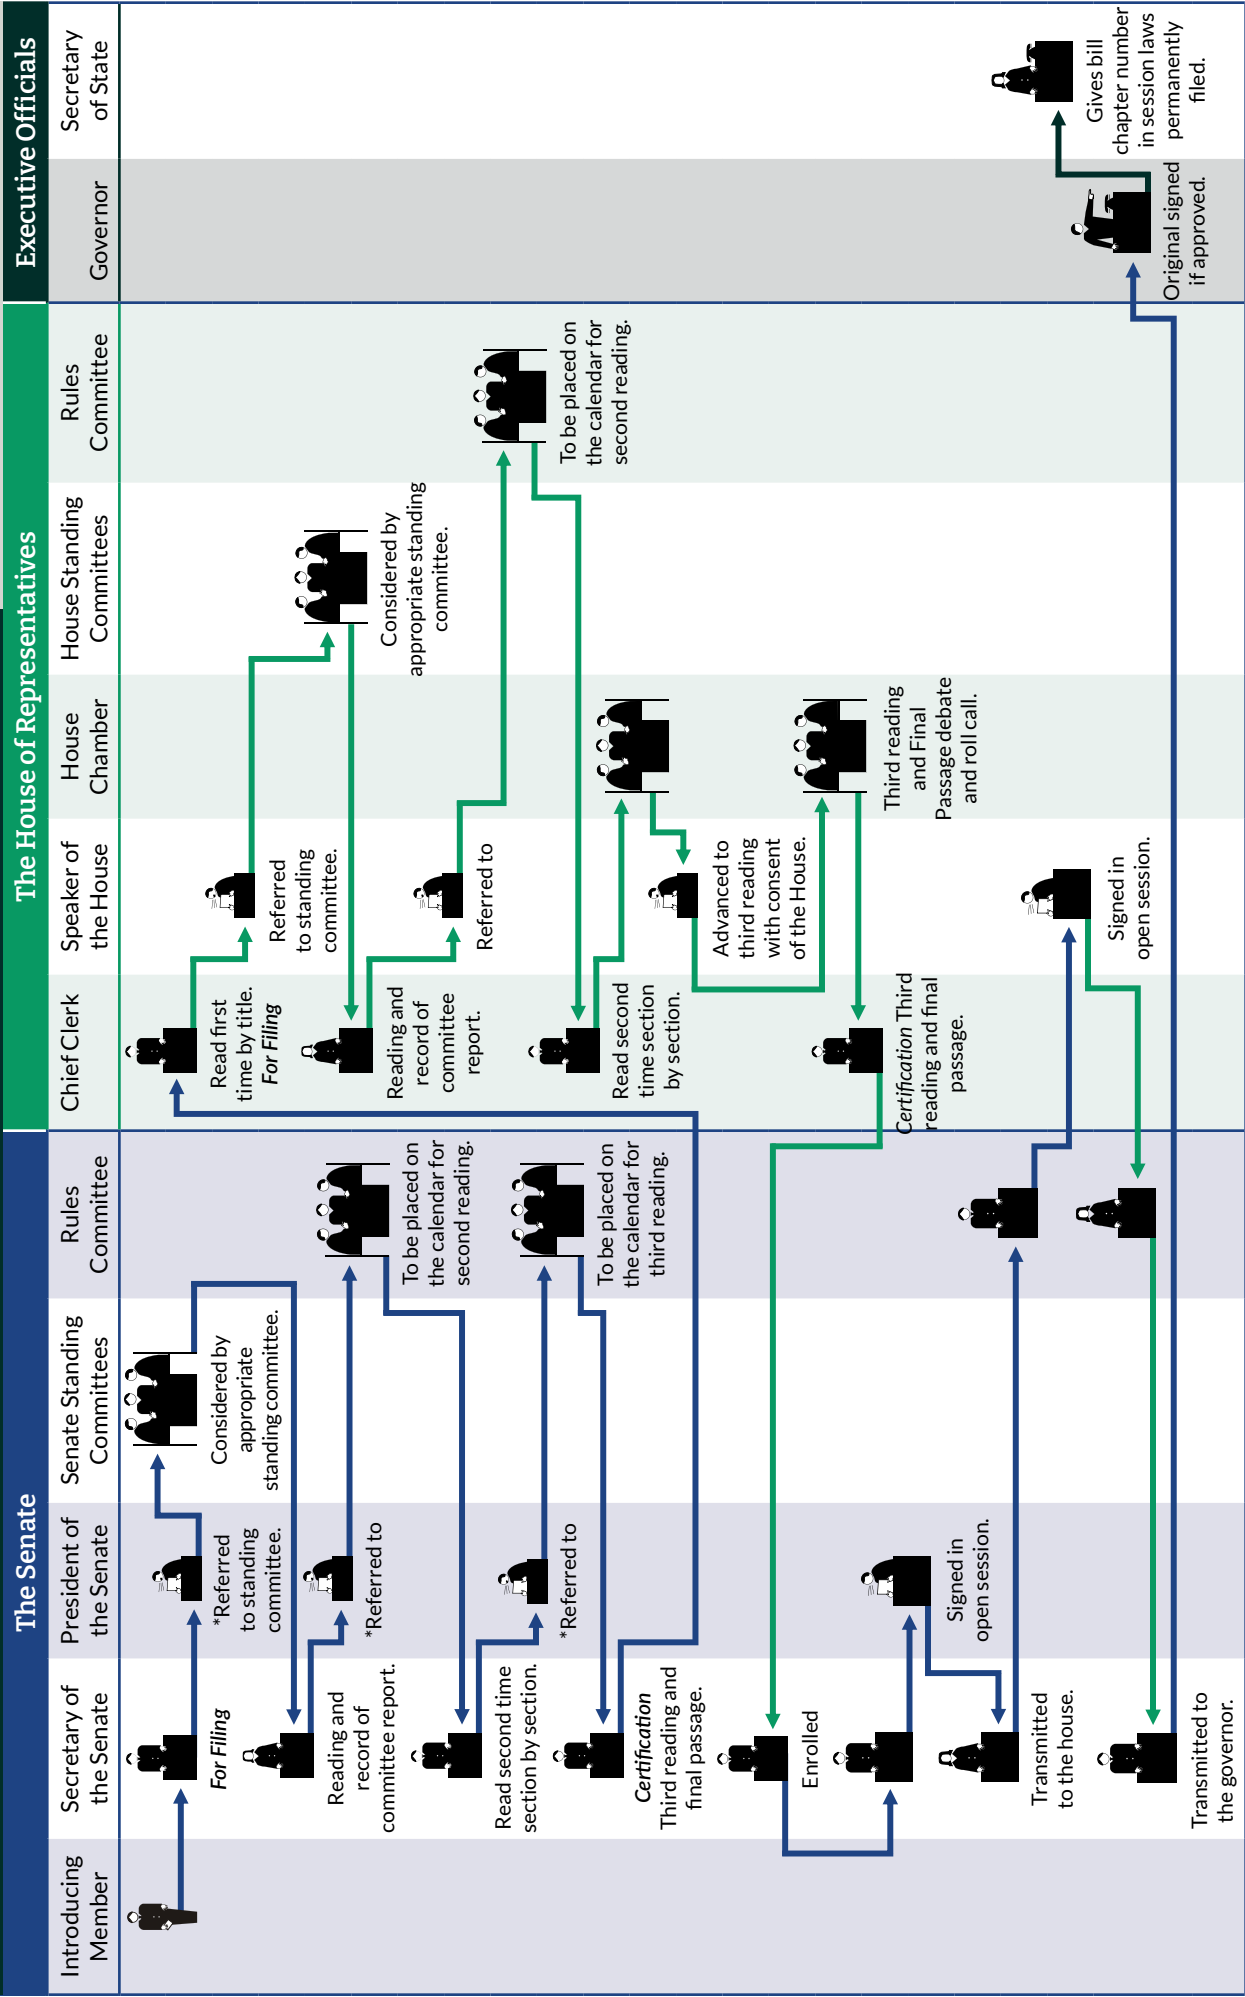 The Senate
The House of Representatives
Executive Officials
Introducing
Member
Secretary of
the Senate
President of
the Senate
Senate Standing
Committees
Rules
Committee
Chief Clerk
Speaker of
the House
House
Chamber
House Standing
Committees
Rules
Committee
Governor
Secretary
of State
For Filing
*Referred
to standing
committee.
Considered by
appropriate
standing committee.
Reading and
record of
committee report.
*Referred to
To be placed on
the calendar for
second reading.
Read second time
section by section.
*Referred to
To be placed on
the calendar for
third reading.
Certification
Third reading and
final passage.
Read first
time by title.
For Filing
Referred
to standing
committee.
Considered by
appropriate standing
committee.
Reading and
record of
committee
report.
Referred to
To be placed on
the calendar for
second reading.
Read second
time section
by section.
Advanced to
third reading
with consent
of the House.
Third reading
and Final
Passage debate
and roll call.
Certification Third
reading and final
passage.
Enrolled
Signed in
open session.
Transmitted
to the house.
Signed in
open session.
Transmitted to
the governor.
Original signed
if approved.
Gives bill
chapter number
in session laws
permanently
filed.